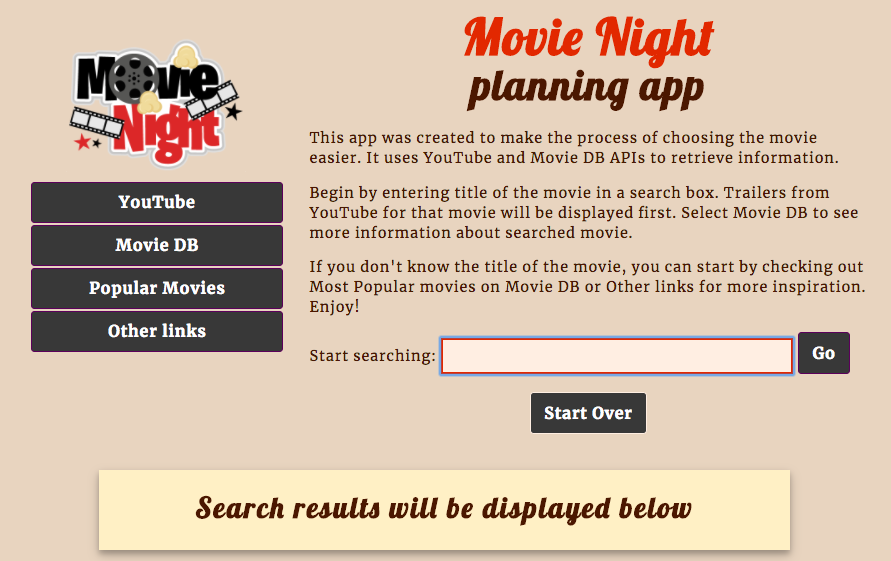 Movie
Night
YouTube
Movie DB
Popular Movies
Other links
Movie Night
planning app
This app was created to make the process of choosing the movie
easier. It uses YouTube and Movie DB APIs to retrieve information.
Begin by entering title of the movie in a search box. Trailers from
YouTube for that movie will be displayed first. Select Movie DB to see
more information about searched movie.
If you don't know the title of the movie, you can start by checking out
Most Popular movies on Movie DB or Other links for more inspiration.
Enjoy!
Start searching:
Go
Start Over
Search results will be displayed below